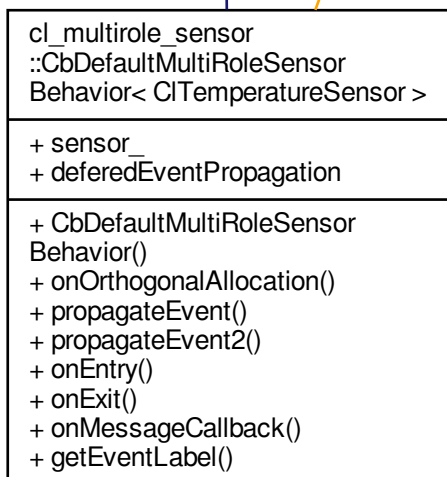 cl_multirole_sensor
::CbDefaultMultiRoleSensor
Behavior< ClTemperatureSensor >
+ sensor_
+ deferedEventPropagation
+ CbDefaultMultiRoleSensor
Behavior()
+ onOrthogonalAllocation()
+ propagateEvent()
+ propagateEvent2()
+ onEntry()
+ onExit()
+ onMessageCallback()
+ getEventLabel()